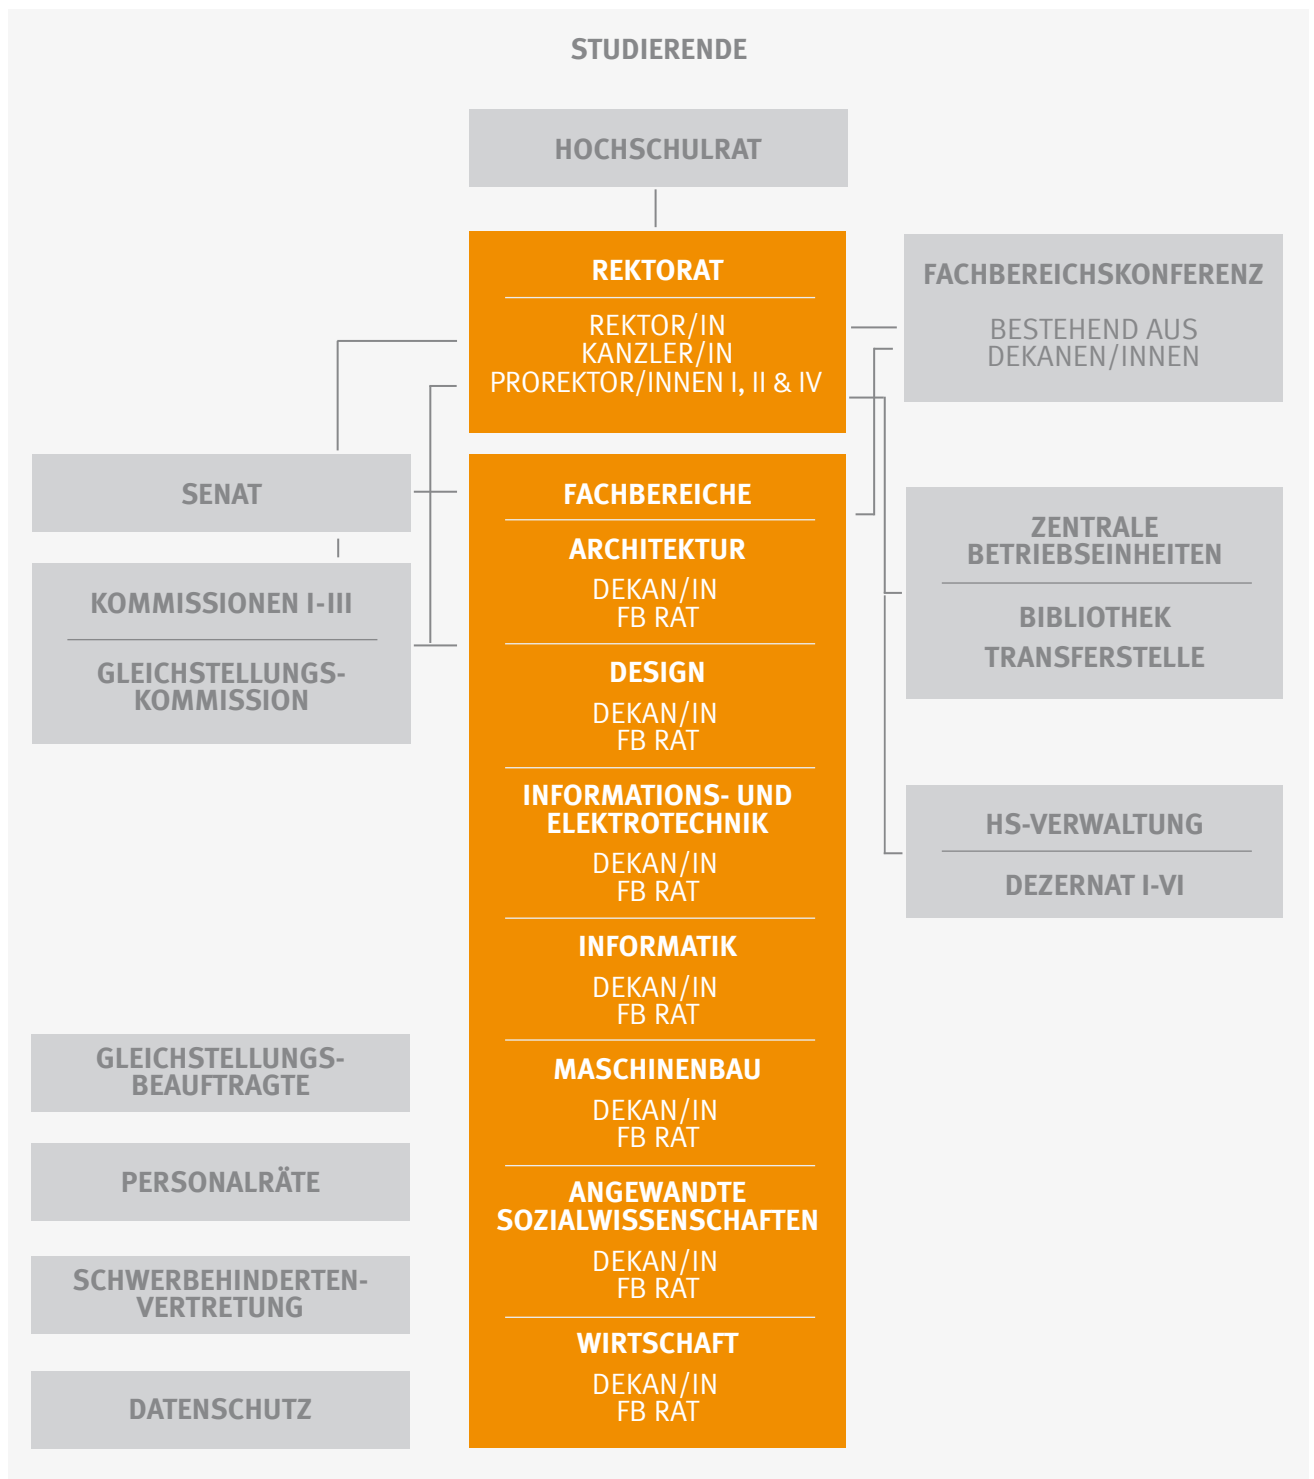 STUDIERENDE
HOCHSCHULRAT
REKTORAT
REKTOR/IN
KANZLER/IN
PROREKTOR/INNEN I, II & IV
FACHBEREICHSKONFERENZ
BESTEHEND AUS
DEKANEN/INNEN
SENAT
KOMMISSIONEN I-III
GLEICHSTELLUNGS-
KOMMISSION
FACHBEREICHE
ARCHITEKTUR
DEKAN/IN
FB RAT
DESIGN
DEKAN/IN
FB RAT
INFORMATIONS- UND
ELEKTROTECHNIK
DEKAN/IN
FB RAT
INFORMATIK
DEKAN/IN
FB RAT
MASCHINENBAU
DEKAN/IN
FB RAT
ANGEWANDTE
SOZIALWISSENSCHAFTEN
DEKAN/IN
FB RAT
WIRTSCHAFT
DEKAN/IN
FB RAT
ZENTRALE
BETRIEBSEINHEITEN
BIBLIOTHEK
TRANSFERSTELLE
HS-VERWALTUNG
DEZERNAT I-VI
GLEICHSTELLUNGS-
BEAUFTRAGTE
PERSONALRÄTE
SCHWERBEHINDERTEN-
VERTRETUNG
DATENSCHUTZ